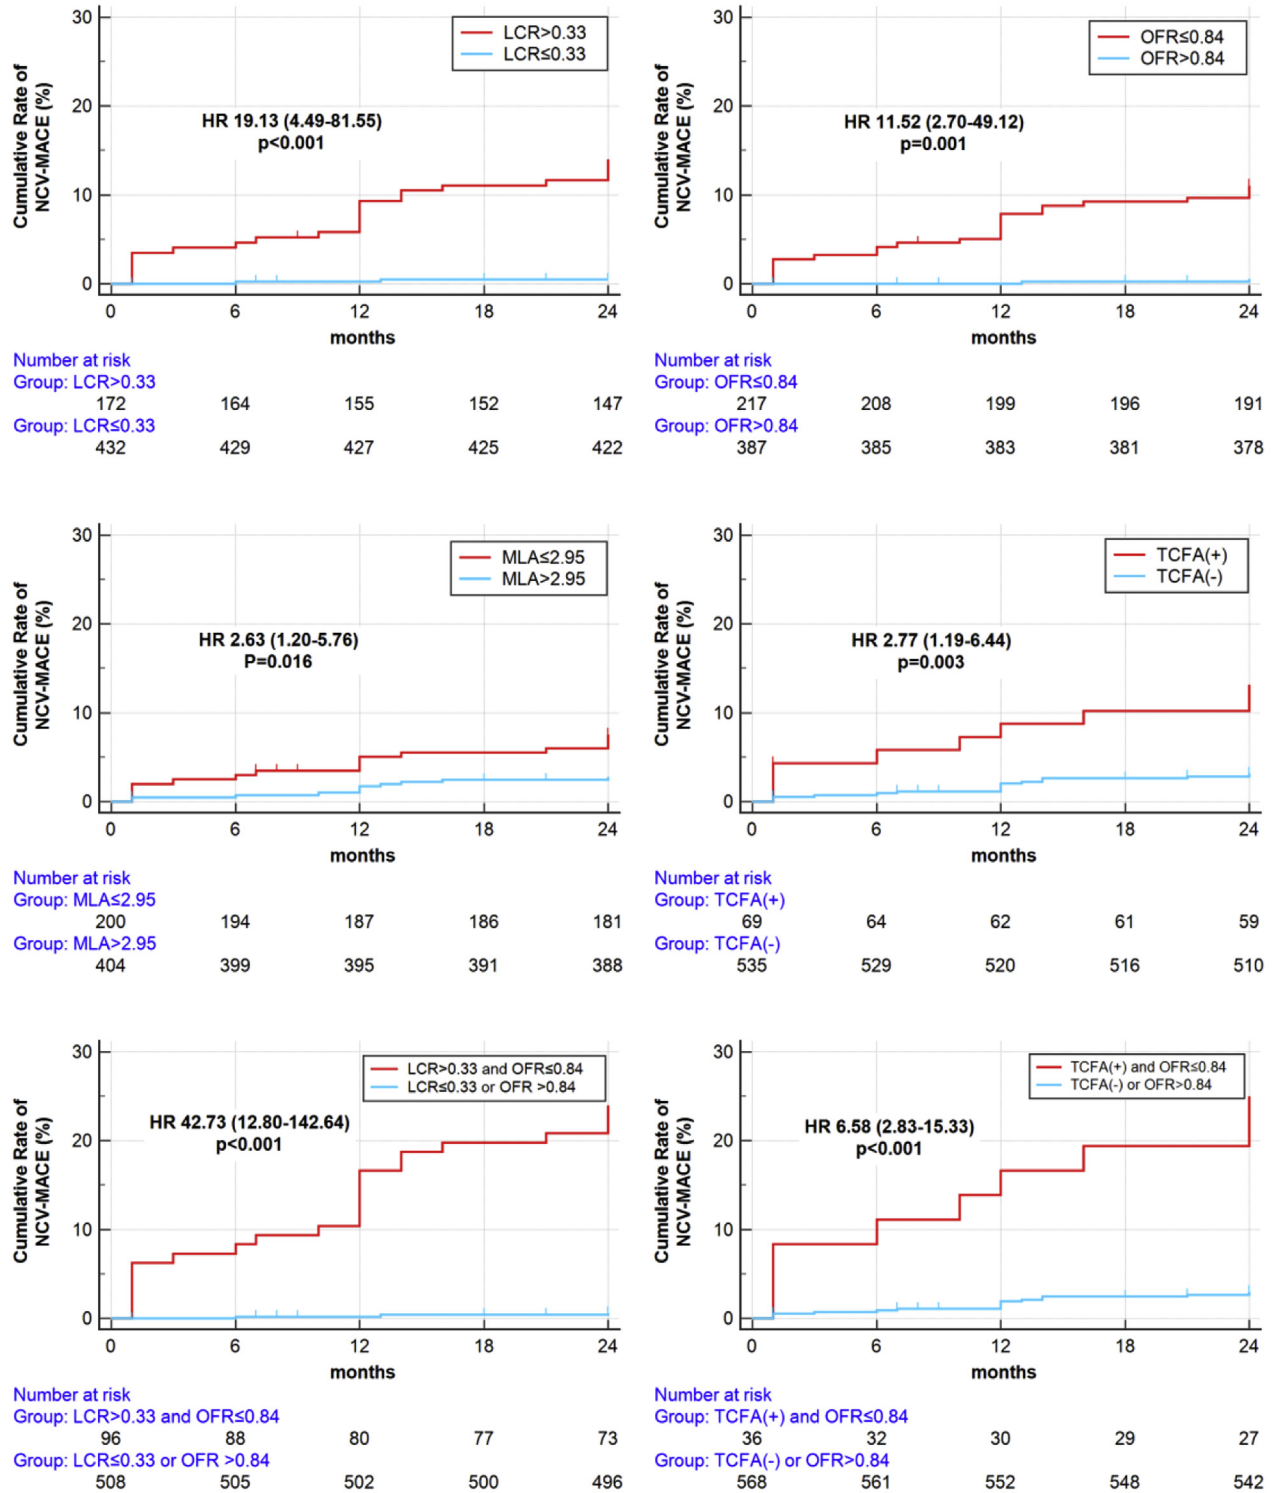 Cumulative Rate of
NCV-MACE (%)
30
20
10
0
LCR>0.33
LCR≤0.33
HR 19.13 (4.49-81.55)
p<0.001
0 6 12 18 24
months
Number at risk
Group: LCR>0.33
172 164 155 152 147
Group: LCR≤0.33
432 429 427 425 422
Cumulative Rate of
NCV-MACE (%)
30
20
10
0
OFR≤0.84
OFR>0.84
HR 11.52 (2.70-49.12)
p=0.001
0 6 12 18 24
months
Number at risk
Group: OFR≤0.84
217 208 199 196 191
Group: OFR>0.84
387 385 383 381 378
Cumulative Rate of
NCV-MACE (%)
30
20
10
0
MLA≤2.95
MLA>2.95
HR 2.63 (1.20-5.76)
P=0.016
0 6 12 18 24
months
Number at risk
Group: MLA≤2.95
200 194 187 186 181
Group: MLA>2.95
404 399 395 391 388
Cumulative Rate of
NCV-MACE (%)
30
20
10
0
TCFA(+)
TCFA(-)
HR 2.77 (1.19-6.44)
p=0.003
0 6 12 18 24
months
Number at risk
Group: TCFA(+)
69 64 62 61 59
Group: TCFA(-)
535 529 520 516 510
Cumulative Rate of
NCV-MACE (%)
30
20
10
0
LCR>0.33 and OFR≤0.84
LCR≤0.33 or OFR >0.84
HR 42.73 (12.80-142.64)
p<0.001
0 6 12 18 24
months
Number at risk
Group: LCR>0.33 and OFR≤0.84
96 88 80 77 73
Group: LCR≤0.33 or OFR >0.84
508 505 502 500 496
Cumulative Rate of
NCV-MACE (%)
30
20
10
0
TCFA(+) and OFR≤0.84
TCFA(-) or OFR>0.84
HR 6.58 (2.83-15.33)
p<0.001
0 6 12 18 24
months
Number at risk
Group: TCFA(+) and OFR≤0.84
36 32 30 29 27
Group: TCFA(-) or OFR>0.84
568 561 552 548 542